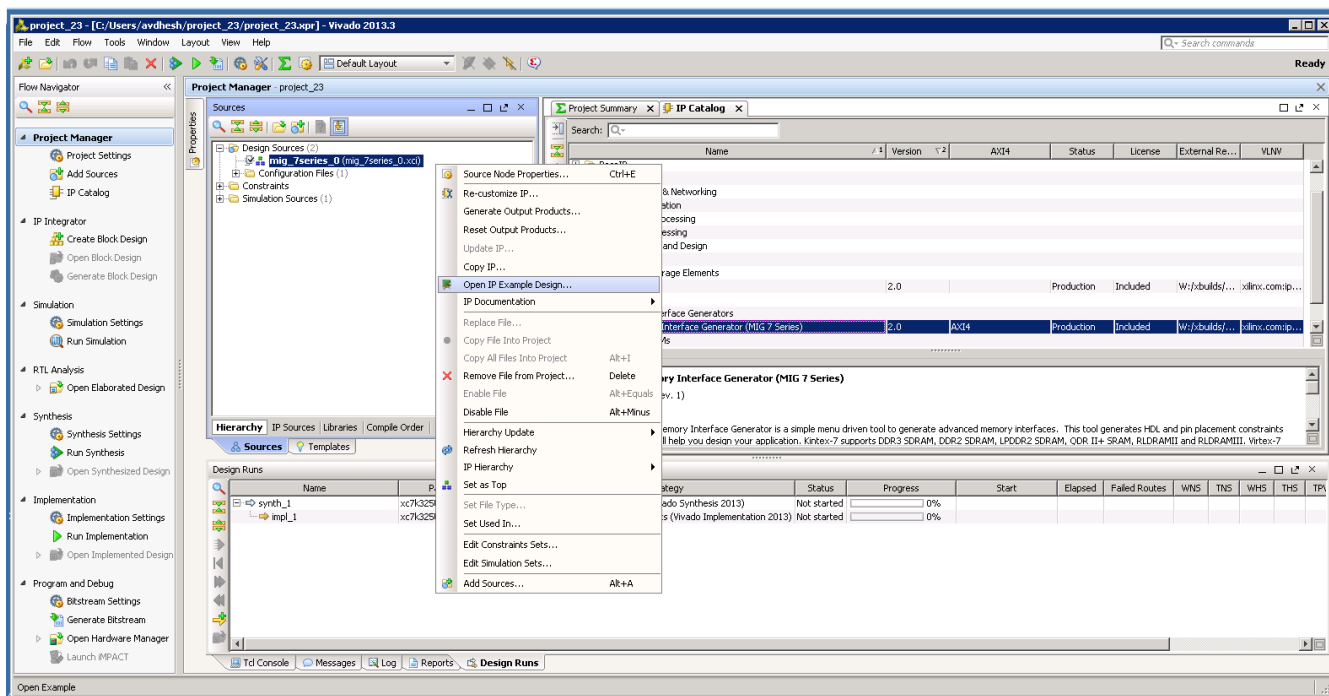 project_23 - [C:/Users/avdhesh/project_23/project_23.xpr] - Vivado 2013.3
File Edit Flow Tools Window Layout View Help
Search commands
Default Layout
Ready
Flow Navigator
Project Manager - project_23
Project Manager
Project Settings
Add Sources
IP Catalog
IP Integrator
Create Block Design
Open Block Design
Generate Block Design
Simulation
Simulation Settings
Run Simulation
RTL Analysis
Open Elaborated Design
Synthesis
Synthesis Settings
Run Synthesis
Open Synthesized Design
Implementation
Implementation Settings
Run Implementation
Open Implemented Design
Program and Debug
Bitstream Settings
Generate Bitstream
Open Hardware Manager
Launch iMPACT
Properties
Sources
Design Sources (2)
mig_7series_0 (mig_7series_0.xci)
Configuration Files (1)
Constraints
Simulation Sources (1)
Hierarchy IP Sources Libraries Compile Order
Sources Templates
Source Node Properties... Ctrl+E
Re-customize IP...
Generate Output Products...
Reset Output Products...
Update IP...
Copy IP...
Open IP Example Design...
IP Documentation
Replace File...
Copy File Into Project
Copy All Files Into Project Alt+I
Remove File from Project... Delete
Enable File Alt+Equals
Disable File Alt+Minus
Hierarchy Update
Refresh Hierarchy
IP Hierarchy
Set as Top
Set File Type...
Set Used In...
Edit Constraints Sets...
Edit Simulation Sets...
Add Sources... Alt+A
Project Summary IP Catalog
Search:
Name 1 Version 2 AXI4 Status License External Re... VLNV
& Networking
ation
ocessing
essing
and Design
rage Elements
2.0 Production Included W:/xbuilds/... xilinx.com:ip...
erface Generators
Interface Generator (MIG 7 Series) 2.0 AXI4 Production Included W:/xbuilds/... xilinx.com:ip...
ry Interface Generator (MIG 7 Series)
ev. 1)
emory Interface Generator is a simple menu driven tool to generate advanced memory interfaces. This tool generates HDL and pin placement constraints
ll help you design your application. Kintex-7 supports DDR3 SDRAM, DDR2 SDRAM, LPDDR2 SDRAM, QDR II+ SRAM, RLDRAMII and RLDRAMIII. Virtex-7
Design Runs
Name P ategy Status Progress Start Elapsed Failed Routes WNS TNS WHS THS TPV
synth_1 xc7k325 ado Synthesis 2013) Not started 0%
impl_1 xc7k325 s (Vivado Implementation 2013) Not started 0%
Tcl Console Messages Log Reports Design Runs
Open Example